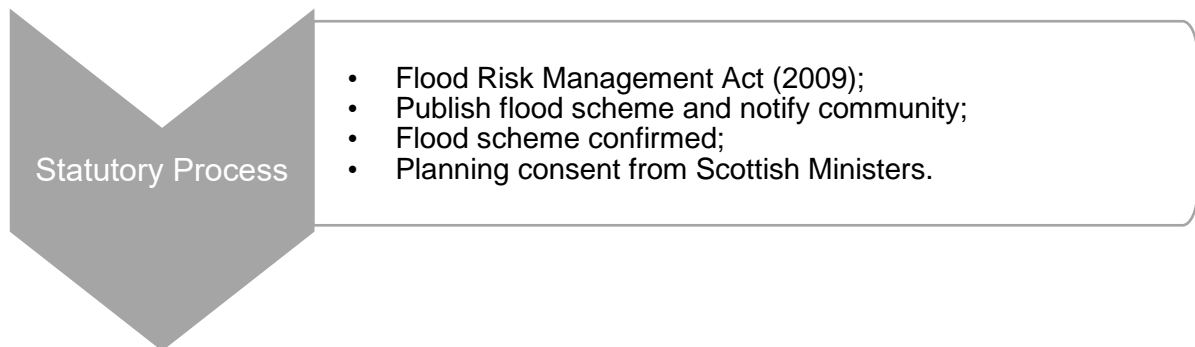 Statutory Process
• Flood Risk Management Act (2009);
• Publish flood scheme and notify community;
• Flood scheme confirmed;
• Planning consent from Scottish Ministers.